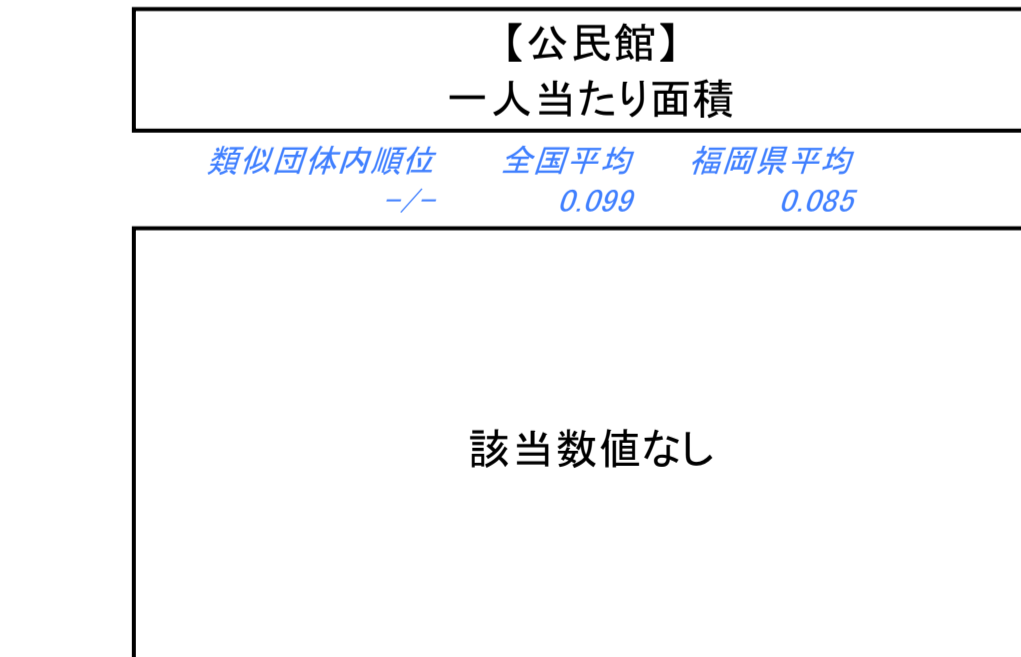 【公民館】
一人当たり面積
類似団体内順位 全国平均 福岡県平均
-/- 0.099 0.085
該当数値なし